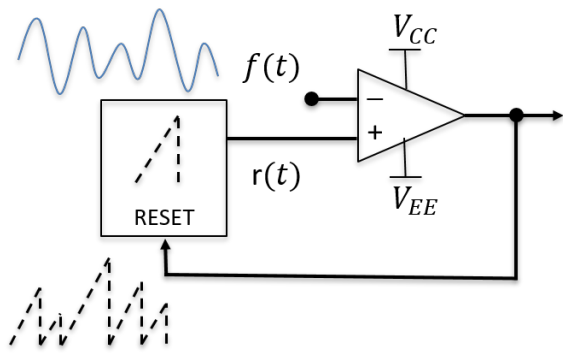 V_CC
f(t)
−
+
r(t)
RESET
V_EE